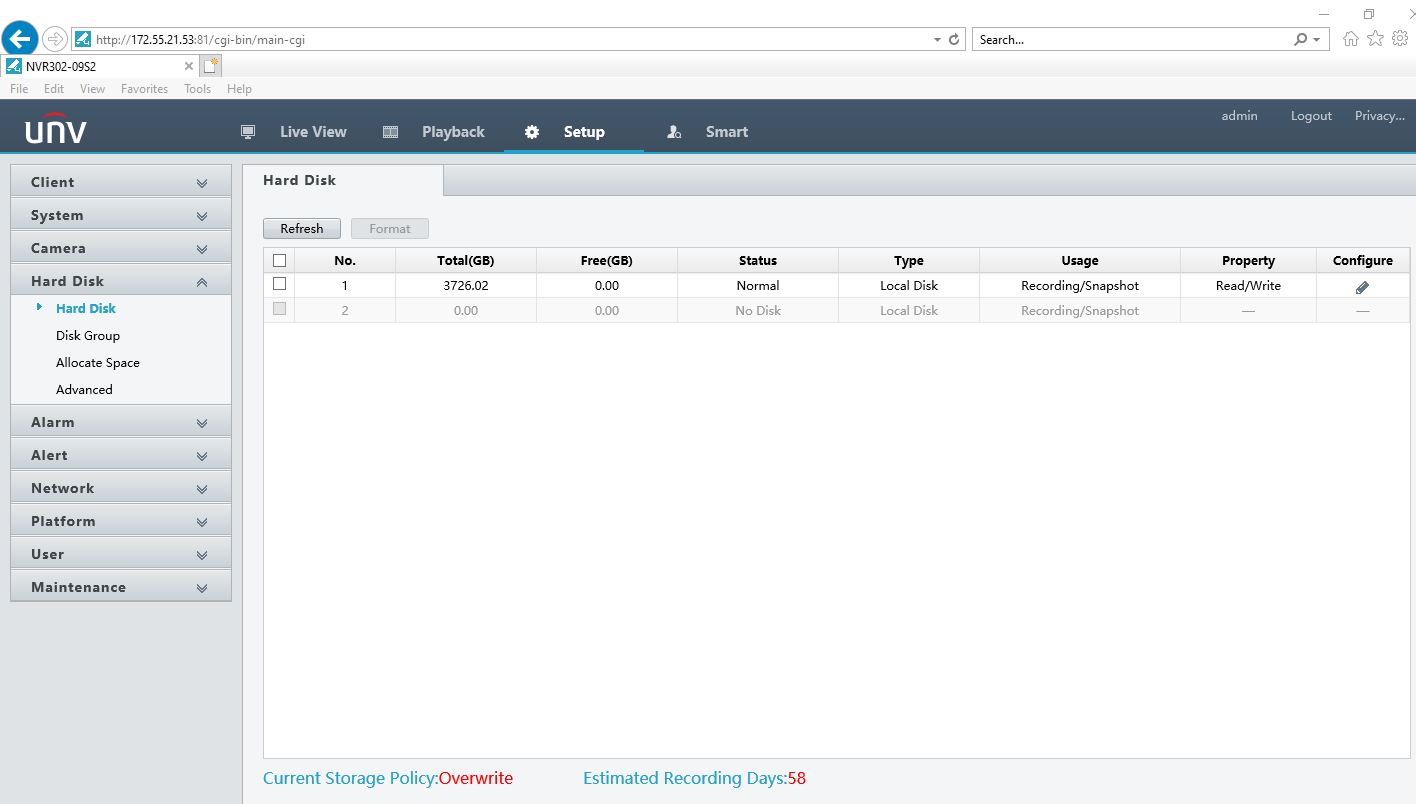 http://172.55.21.53:81/cgi-bin/main-cgi
Search...
NVR302-09S2
File Edit View Favorites Tools Help
unv
Live View Playback Setup Smart
admin Logout Privacy...
Client
System
Camera
Hard Disk
Hard Disk
Disk Group
Allocate Space
Advanced
Alarm
Alert
Network
Platform
User
Maintenance
Hard Disk
Refresh Format
No. Total(GB) Free(GB) Status Type Usage Property Configure
1 3726.02 0.00 Normal Local Disk Recording/Snapshot Read/Write
2 0.00 0.00 No Disk Local Disk Recording/Snapshot — —
Current Storage Policy:Overwrite Estimated Recording Days:58